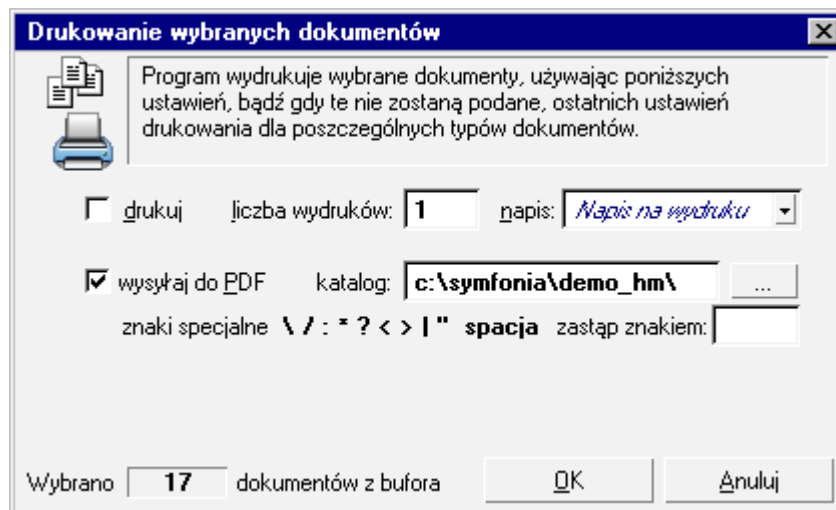 Drukowanie wybranych dokumentów
Program wydrukuje wybrane dokumenty, używając poniższych
ustawień, bądź gdy te nie zostaną podane, ostatnich ustawień
drukowania dla poszczególnych typów dokumentów.
drukuj liczba wydruków: 1 napis: Napis na wydruku
wysyłaj do PDF katalog: c:\symfonia\demo_hm\ ...
znaki specjalne \ / : * ? < > | " spacja zastąp znakiem:
Wybrano 17 dokumentów z bufora OK Anuluj